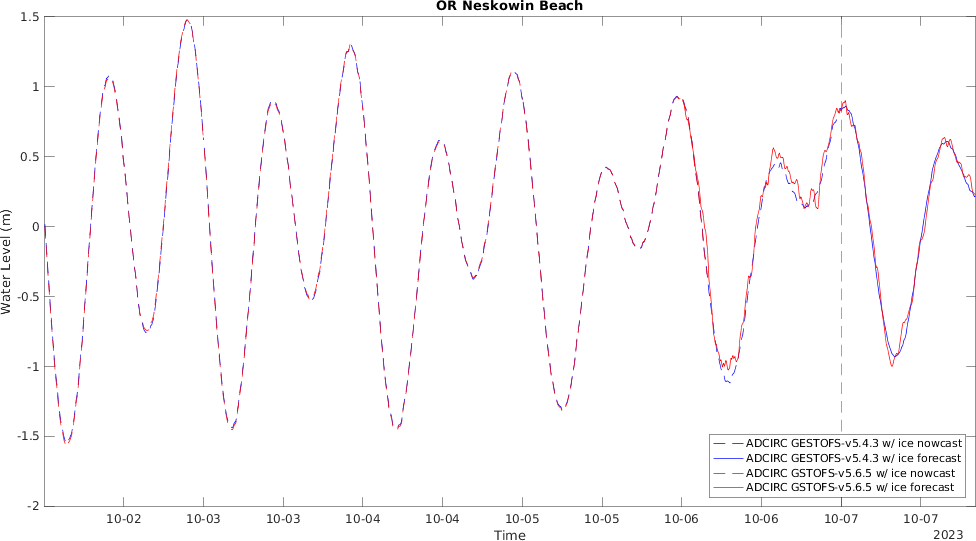 OR Neskowin Beach
1.5
1
0.5
0
-0.5
-1
-1.5
-2
Water Level (m)
ADCIRC GESTOFS-v5.4.3 w/ ice nowcast
ADCIRC GESTOFS-v5.4.3 w/ ice forecast
ADCIRC GSTOFS-v5.6.5 w/ ice nowcast
ADCIRC GSTOFS-v5.6.5 w/ ice forecast
10-02 10-03 10-03 10-04 10-04 10-05 10-05 10-06 10-06 10-07 10-07
Time
2023